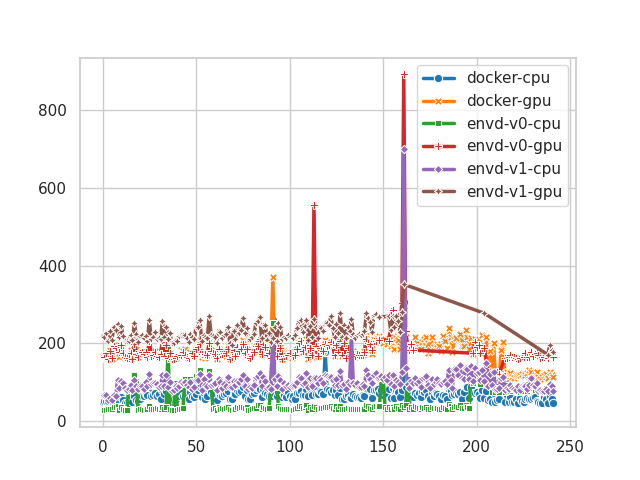 800
600
400
200
0
0 50 100 150 200 250
docker-cpu
docker-gpu
envd-v0-cpu
envd-v0-gpu
envd-v1-cpu
envd-v1-gpu